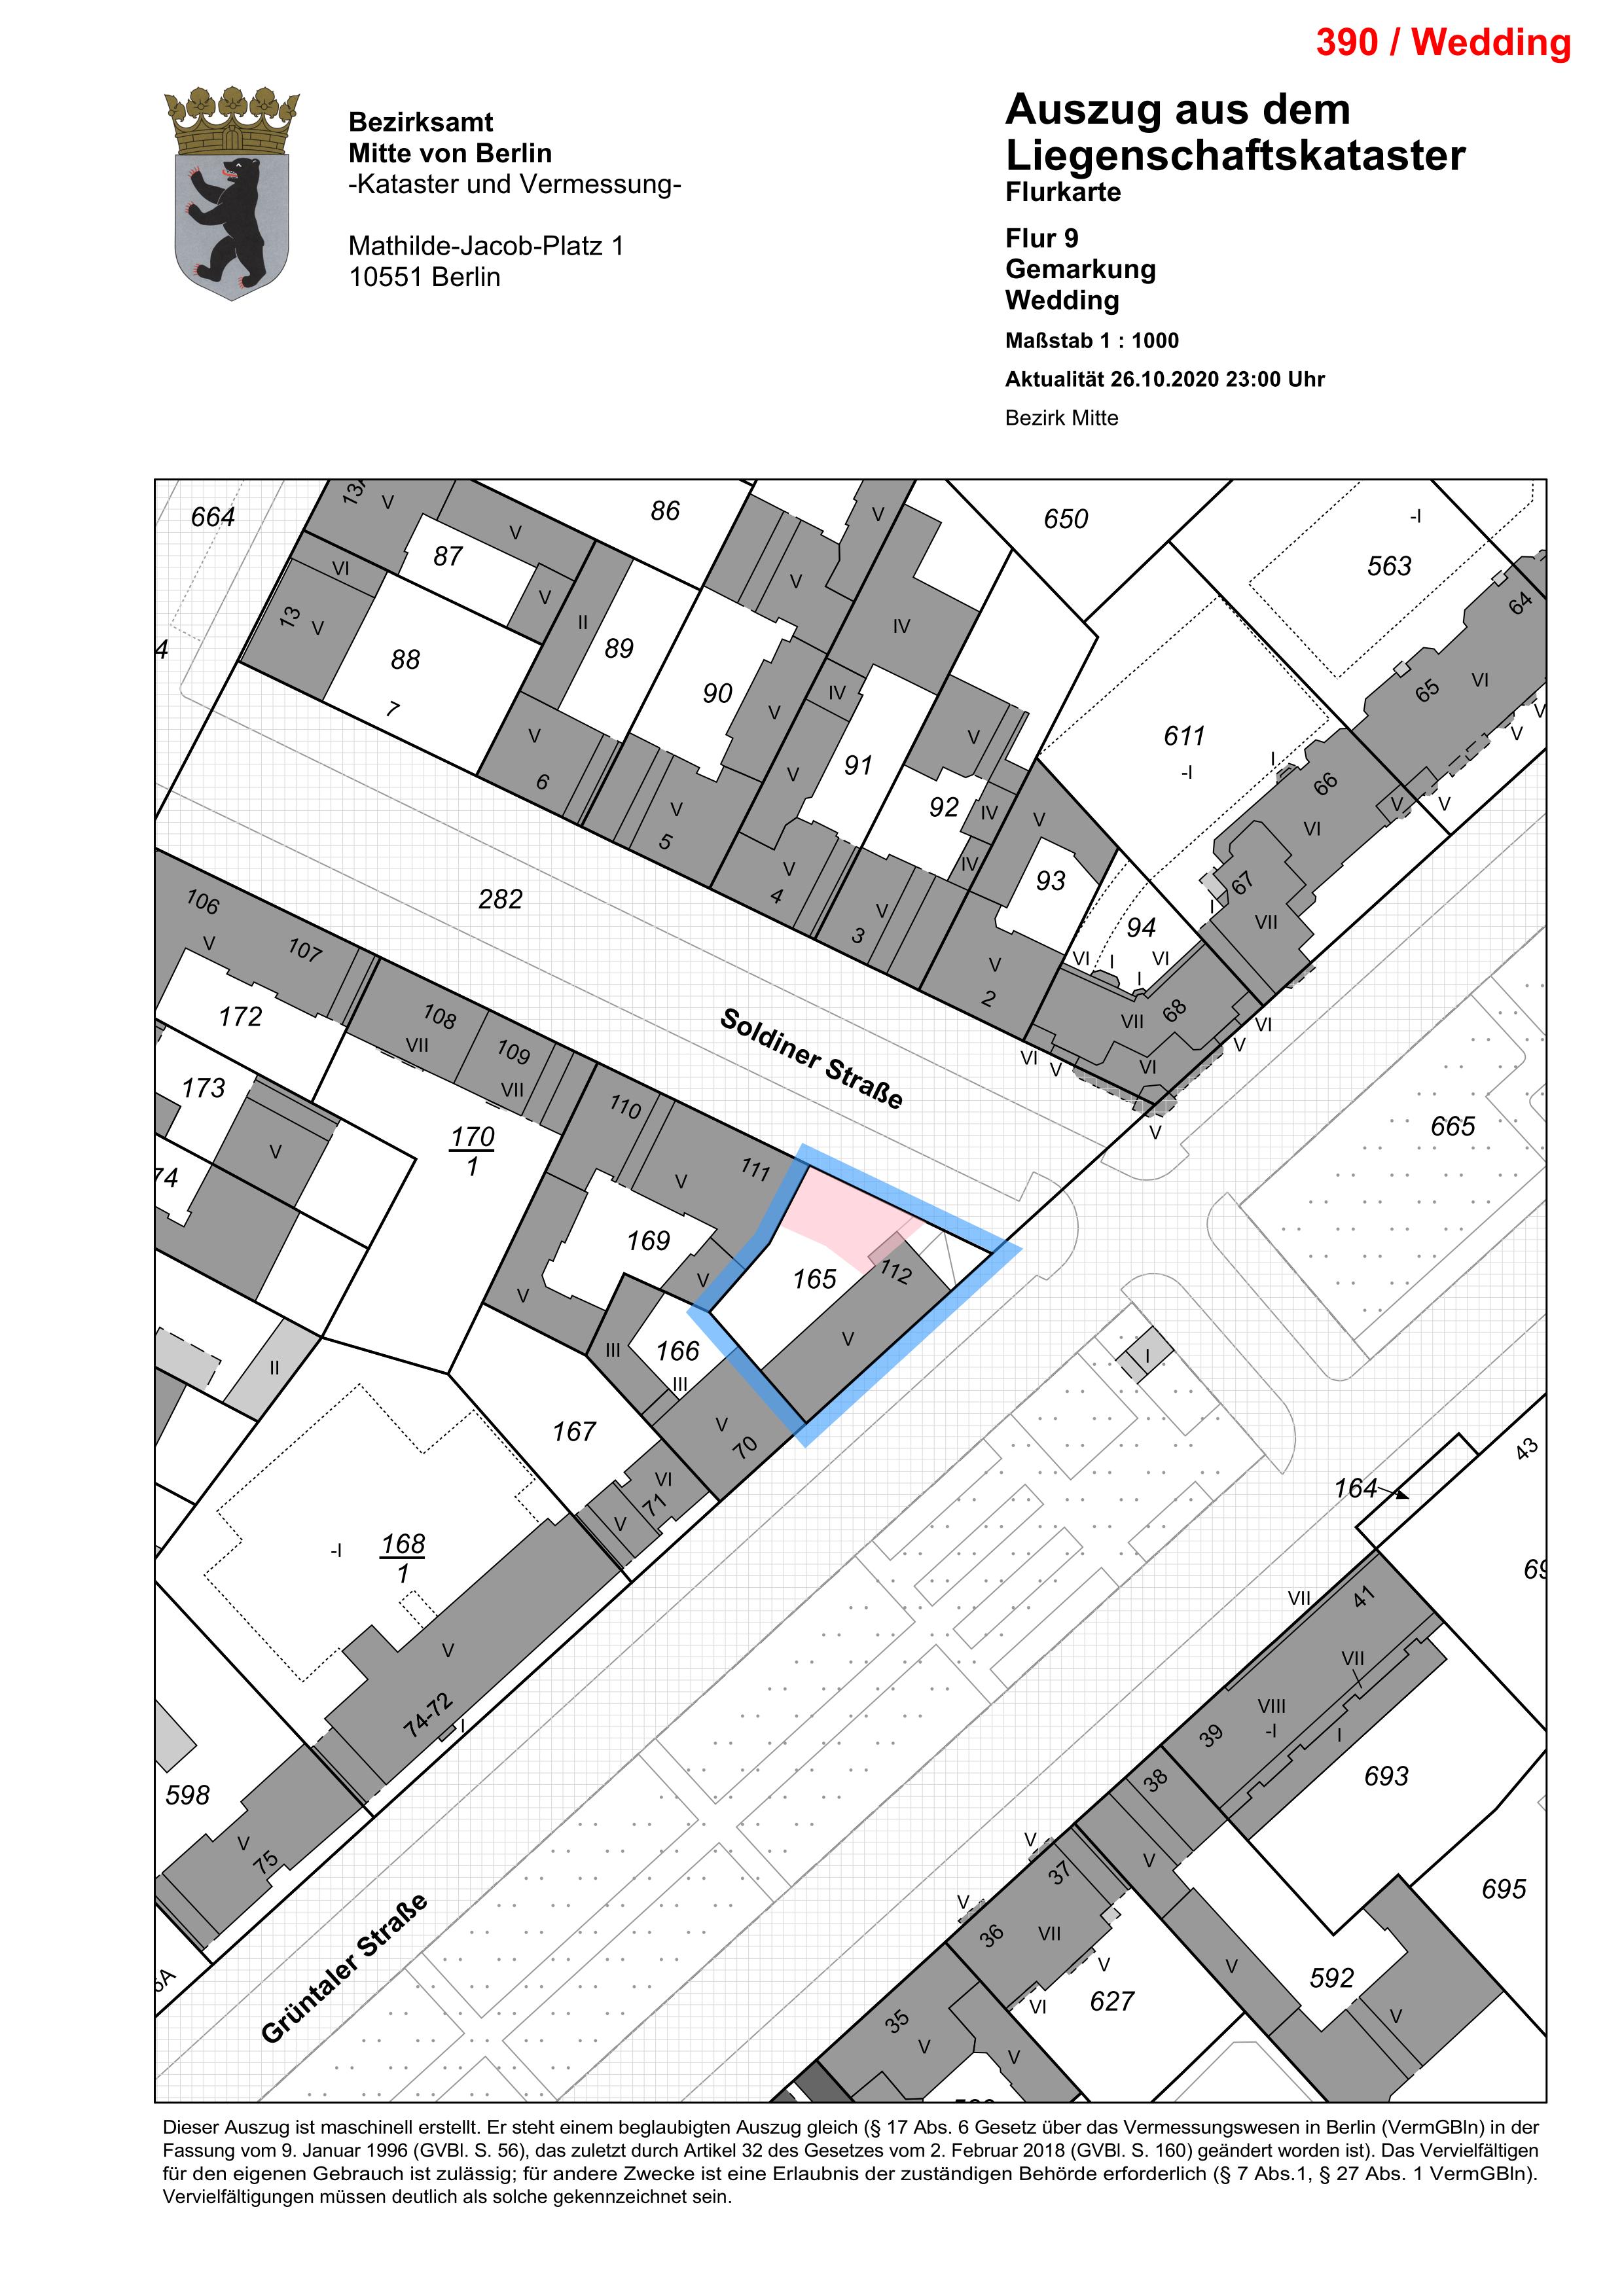 390 / Wedding
Bezirksamt
Mitte von Berlin
-Kataster und Vermessung-
Mathilde-Jacob-Platz 1
10551 Berlin
Auszug aus dem
Liegenschaftskataster
Flurkarte
Flur 9
Gemarkung
Wedding
Maßstab 1 : 1000
Aktualität 26.10.2020 23:00 Uhr
Bezirk Mitte
664
V
V
87
VI
13
V
V
88
7
86
II
89
V
6
90
V
V
V
5
V
IV
IV
V
91
V
4
V
92
IV
IV
V
3
650
-I
563
64
65
VI
V
V
611
-I
I
66
VI
V
V
V
93
94
67
I
VII
VI
I
VI
I
V
2
VII
68
VI
VI
V
VI
V
V
282
Soldiner Straße
106
V
107
172
108
VII
109
VII
173
V
170
1
110
V
111
169
V
V
165
112
V
III
166
III
V
70
167
II
VI
71
V
-I
168
1
V
74-72
I
598
V
75
Grüntaler Straße
665
I
164
43
VII
41
VII
VIII
-I
I
39
693
38
V
695
V
37
V
36
VII
V
VI
627
V
592
V
35
V
V
Dieser Auszug ist maschinell erstellt. Er steht einem beglaubigten Auszug gleich (§ 17 Abs. 6 Gesetz über das Vermessungswesen in Berlin (VermGBln) in der
Fassung vom 9. Januar 1996 (GVBl. S. 56), das zuletzt durch Artikel 32 des Gesetzes vom 2. Februar 2018 (GVBl. S. 160) geändert worden ist). Das Vervielfältigen
für den eigenen Gebrauch ist zulässig; für andere Zwecke ist eine Erlaubnis der zuständigen Behörde erforderlich (§ 7 Abs.1, § 27 Abs. 1 VermGBln).
Vervielfältigungen müssen deutlich als solche gekennzeichnet sein.